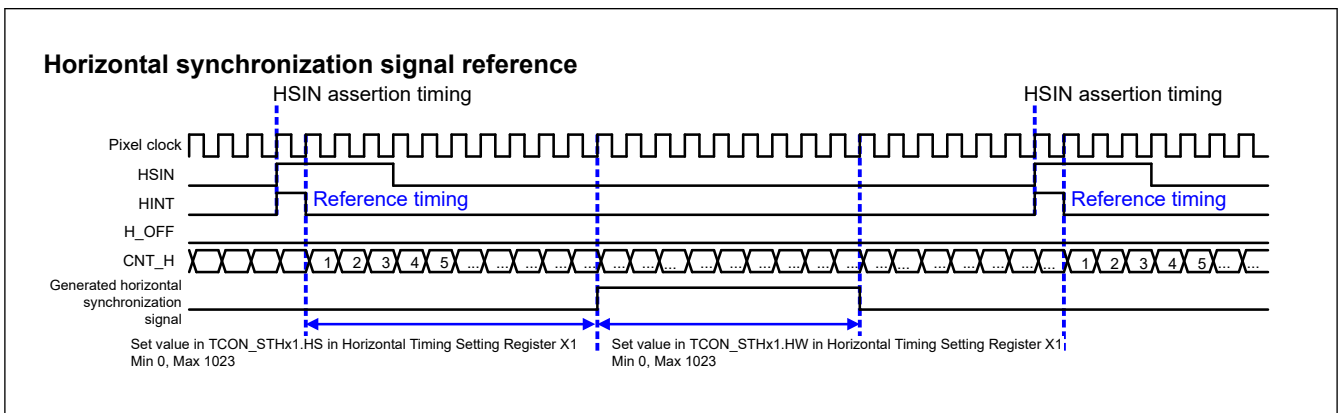 Horizontal synchronization signal reference
HSIN assertion timing HSIN assertion timing
Pixel clock
HSIN
HINT Reference timing Reference timing
H_OFF
CNT_H 1 2 3 4 5 ... ... ... ... ... ... ... ... ... ... ... ... ... ... ... ... ... ... ... ... ... 1 2 3 4 5 ... ...
Generated horizontal
synchronization
signal
Set value in TCON_STHx1.HS in Horizontal Timing Setting Register X1 Set value in TCON_STHx1.HW in Horizontal Timing Setting Register X1
Min 0, Max 1023 Min 0, Max 1023